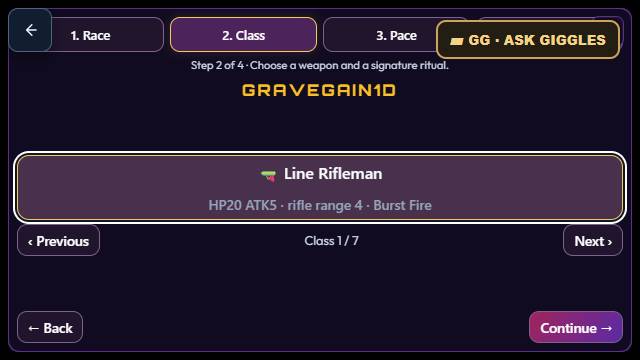 ←
1. Race
2. Class
3. Pace
GG · ASK GIGGLES
Step 2 of 4 · Choose a weapon and a signature ritual.
GRAVEGAIN1D
Line Rifleman
HP20 ATK5 · rifle range 4 · Burst Fire
‹ Previous
Class 1 / 7
Next ›
← Back
Continue →